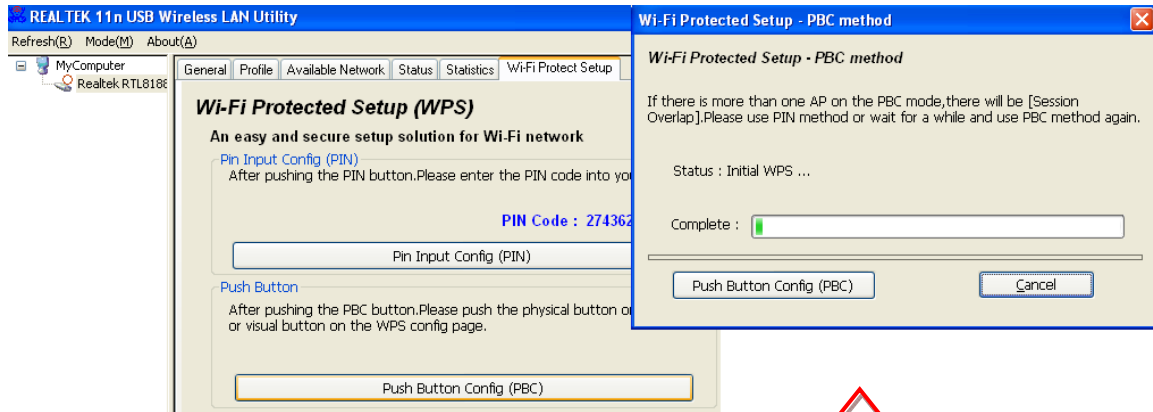 REALTEK 11n USB Wireless LAN Utility
Refresh(R) Mode(M) About(A)
MyComputer
Realtek RTL8188
General Profile Available Network Status Statistics Wi-Fi Protect Setup
Wi-Fi Protected Setup (WPS)
An easy and secure setup solution for Wi-Fi network
Pin Input Config (PIN)
After pushing the PIN button.Please enter the PIN code into
PIN Code : 274362
Pin Input Config (PIN)
Push Button
After pushing the PBC button.Please push the physical button
or visual button on the WPS config page.
Push Button Config (PBC)
Wi-Fi Protected Setup - PBC method
Wi-Fi Protected Setup - PBC method
If there is more than one AP on the PBC mode,there will be [Session
Overlap].Please use PIN method or wait for a while and use PBC method again.
Status : Initial WPS ...
Complete :
Push Button Config (PBC)
Cancel